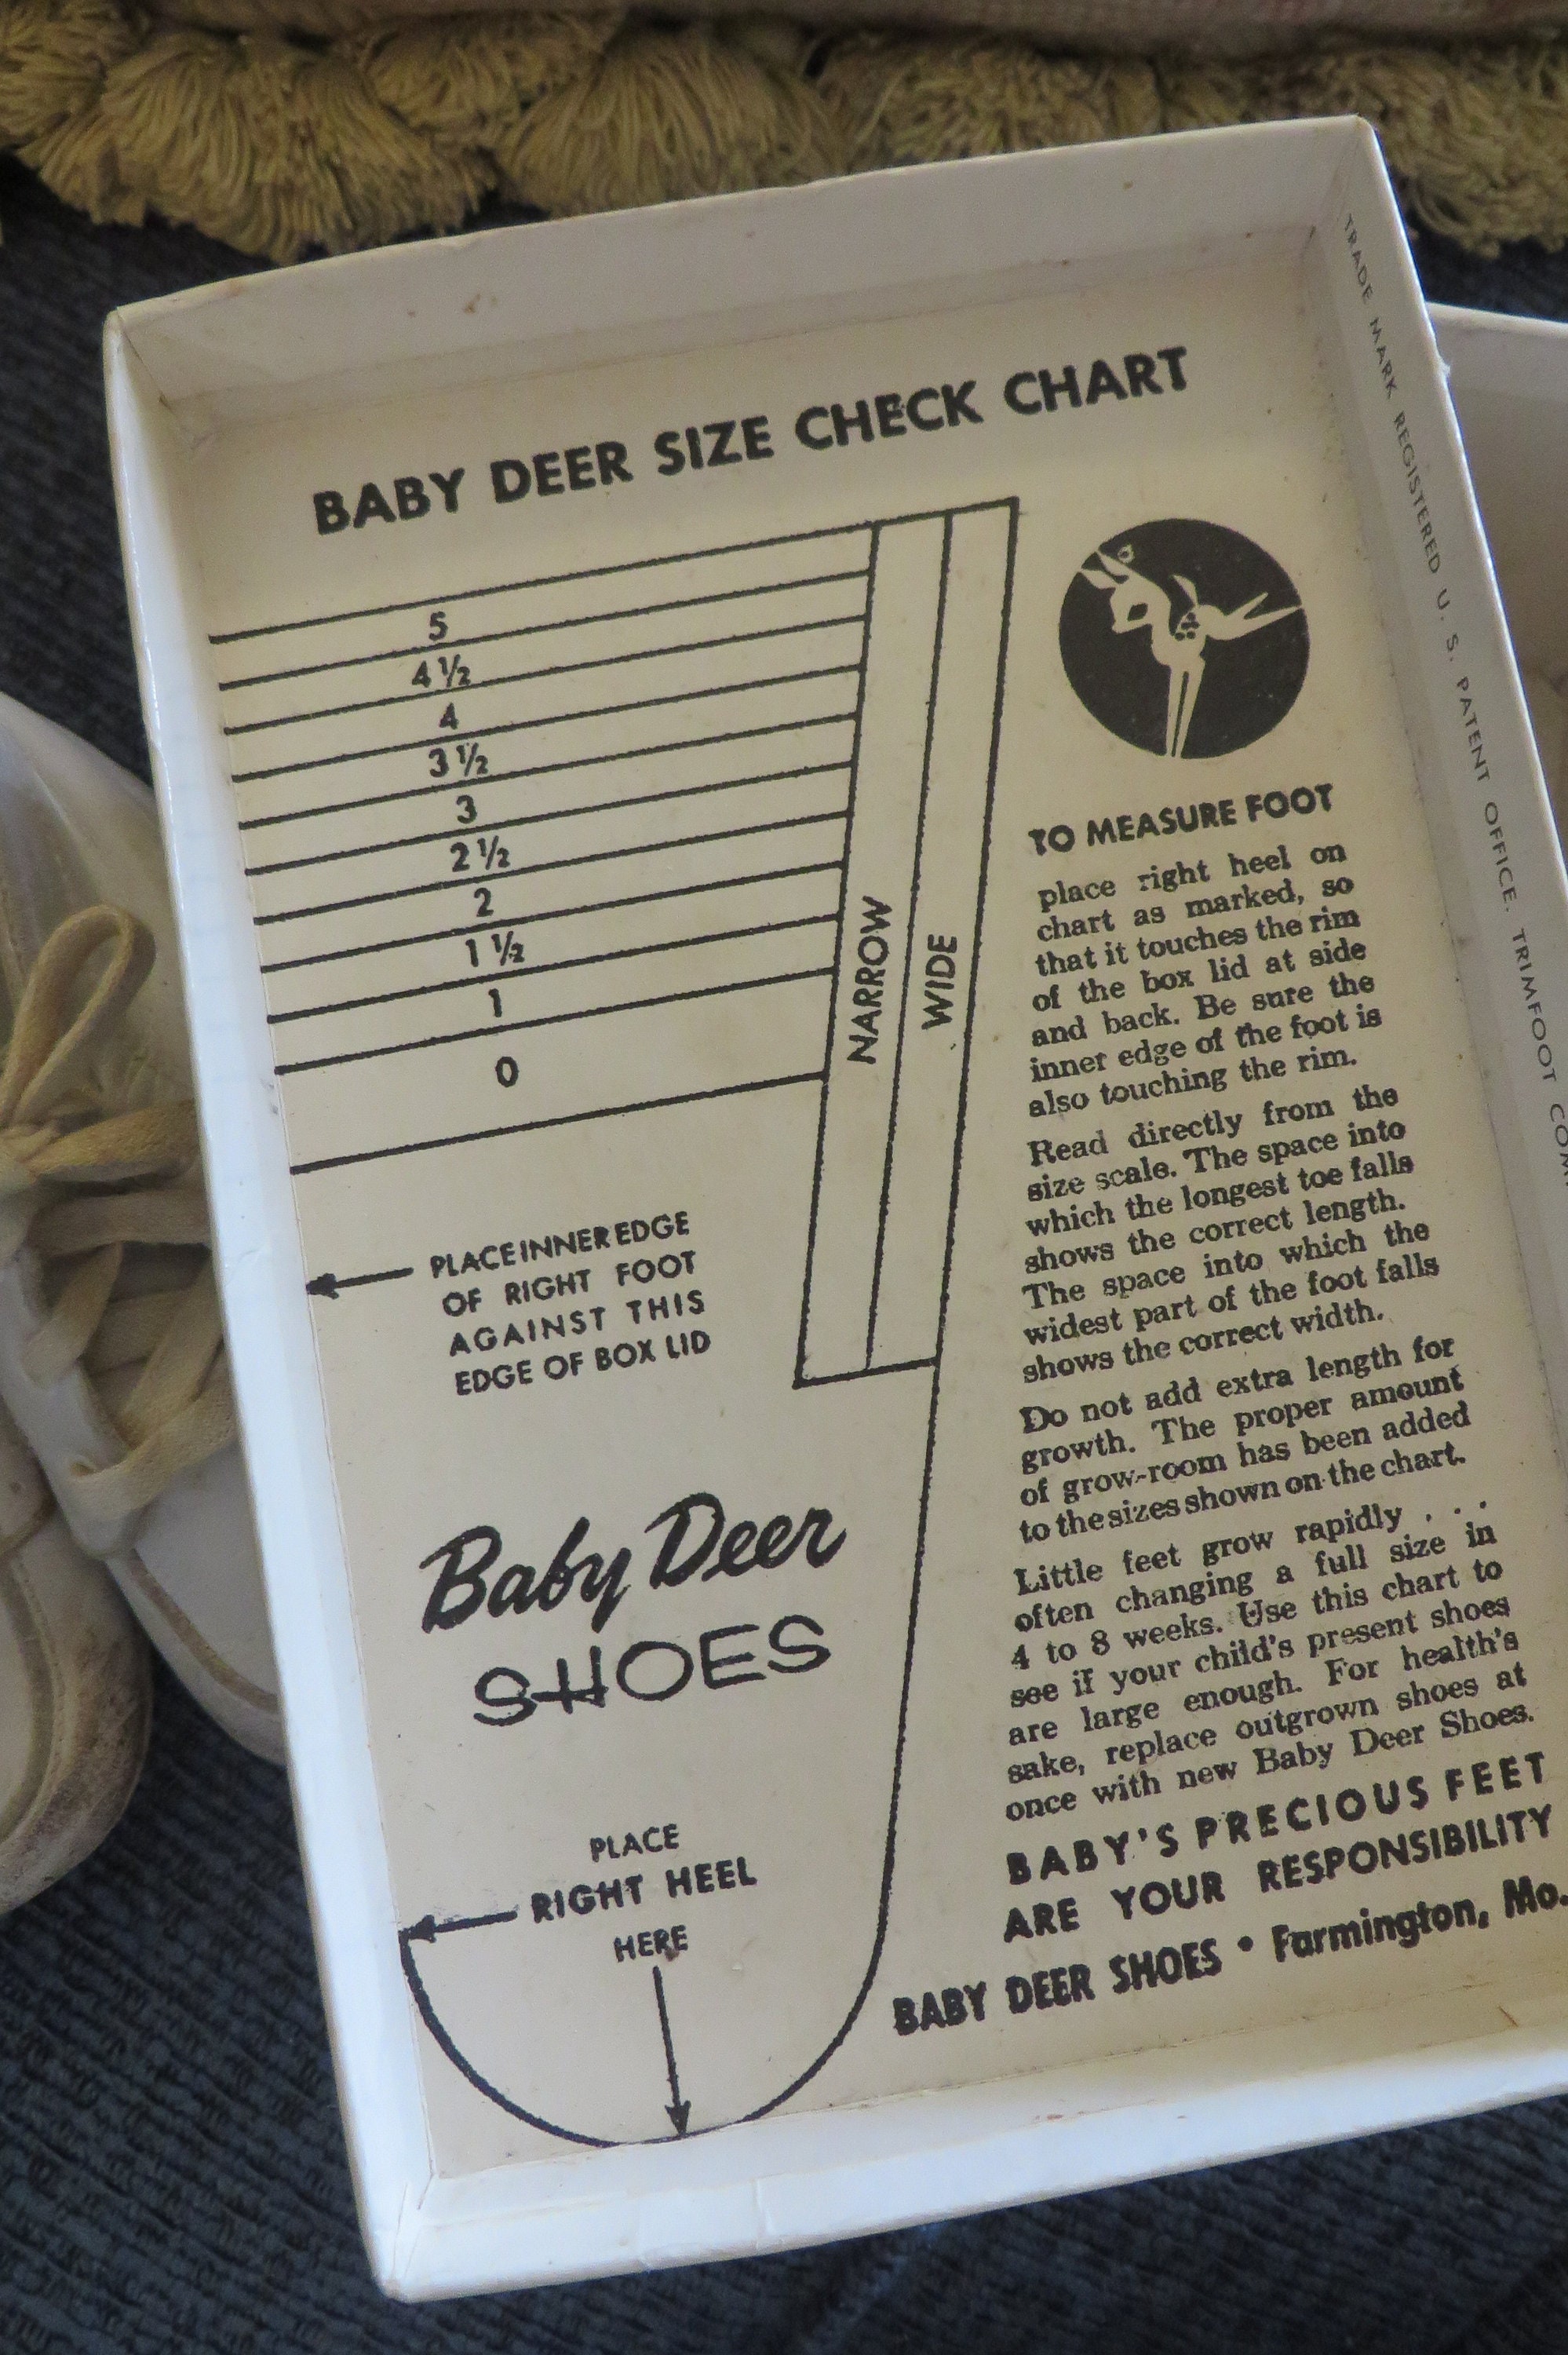 BABY DEER SIZE CHECK CHART
5
4 1/2
4
3 1/2
3
2 1/2
2
1 1/2
1
0
NARROW
WIDE
PLACE INNER EDGE
OF RIGHT FOOT
AGAINST THIS
EDGE OF BOX LID
Baby Deer
SHOES
PLACE
RIGHT HEEL
HERE
TO MEASURE FOOT
place right heel on
chart as marked, so
that it touches the rim
of the box lid at side
and back. Be sure the
inner edge of the foot is
also touching the rim.
Read directly from the
size scale. The space into
which the longest toe falls
shows the correct length.
The space into which the
widest part of the foot falls
shows the correct width.
Do not add extra length for
growth. The proper amount
of grow-room has been added
to the sizes shown on the chart.
Little feet grow rapidly . . .
often changing a full size in
4 to 8 weeks. Use this chart to
see if your child's present shoes
are large enough. For health's
sake, replace outgrown shoes at
once with new Baby Deer Shoes.
BABY'S PRECIOUS FEET
ARE YOUR RESPONSIBILITY
BABY DEER SHOES • Farmington, Mo.
TRADE MARK REGISTERED U. S. PATENT OFFICE. TRIMFOOT